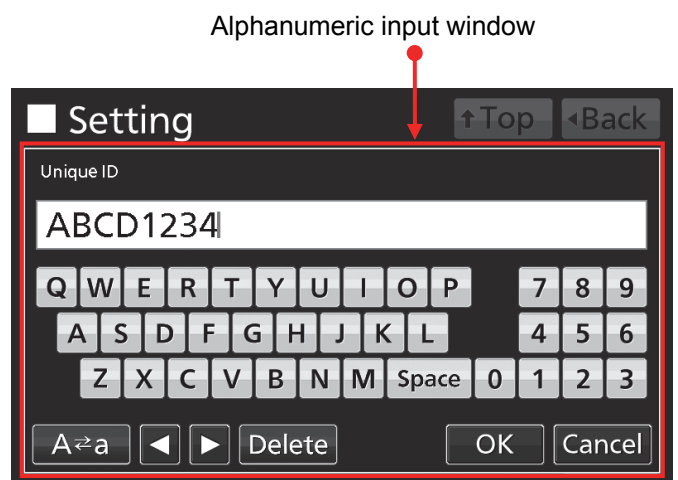 Alphanumeric input window
Setting ↑Top ◂Back
Unique ID
ABCD1234
Q W E R T Y U I O P 7 8 9
A S D F G H J K L 4 5 6
Z X C V B N M Space 0 1 2 3
A⇄a ◀ ▶ Delete OK Cancel